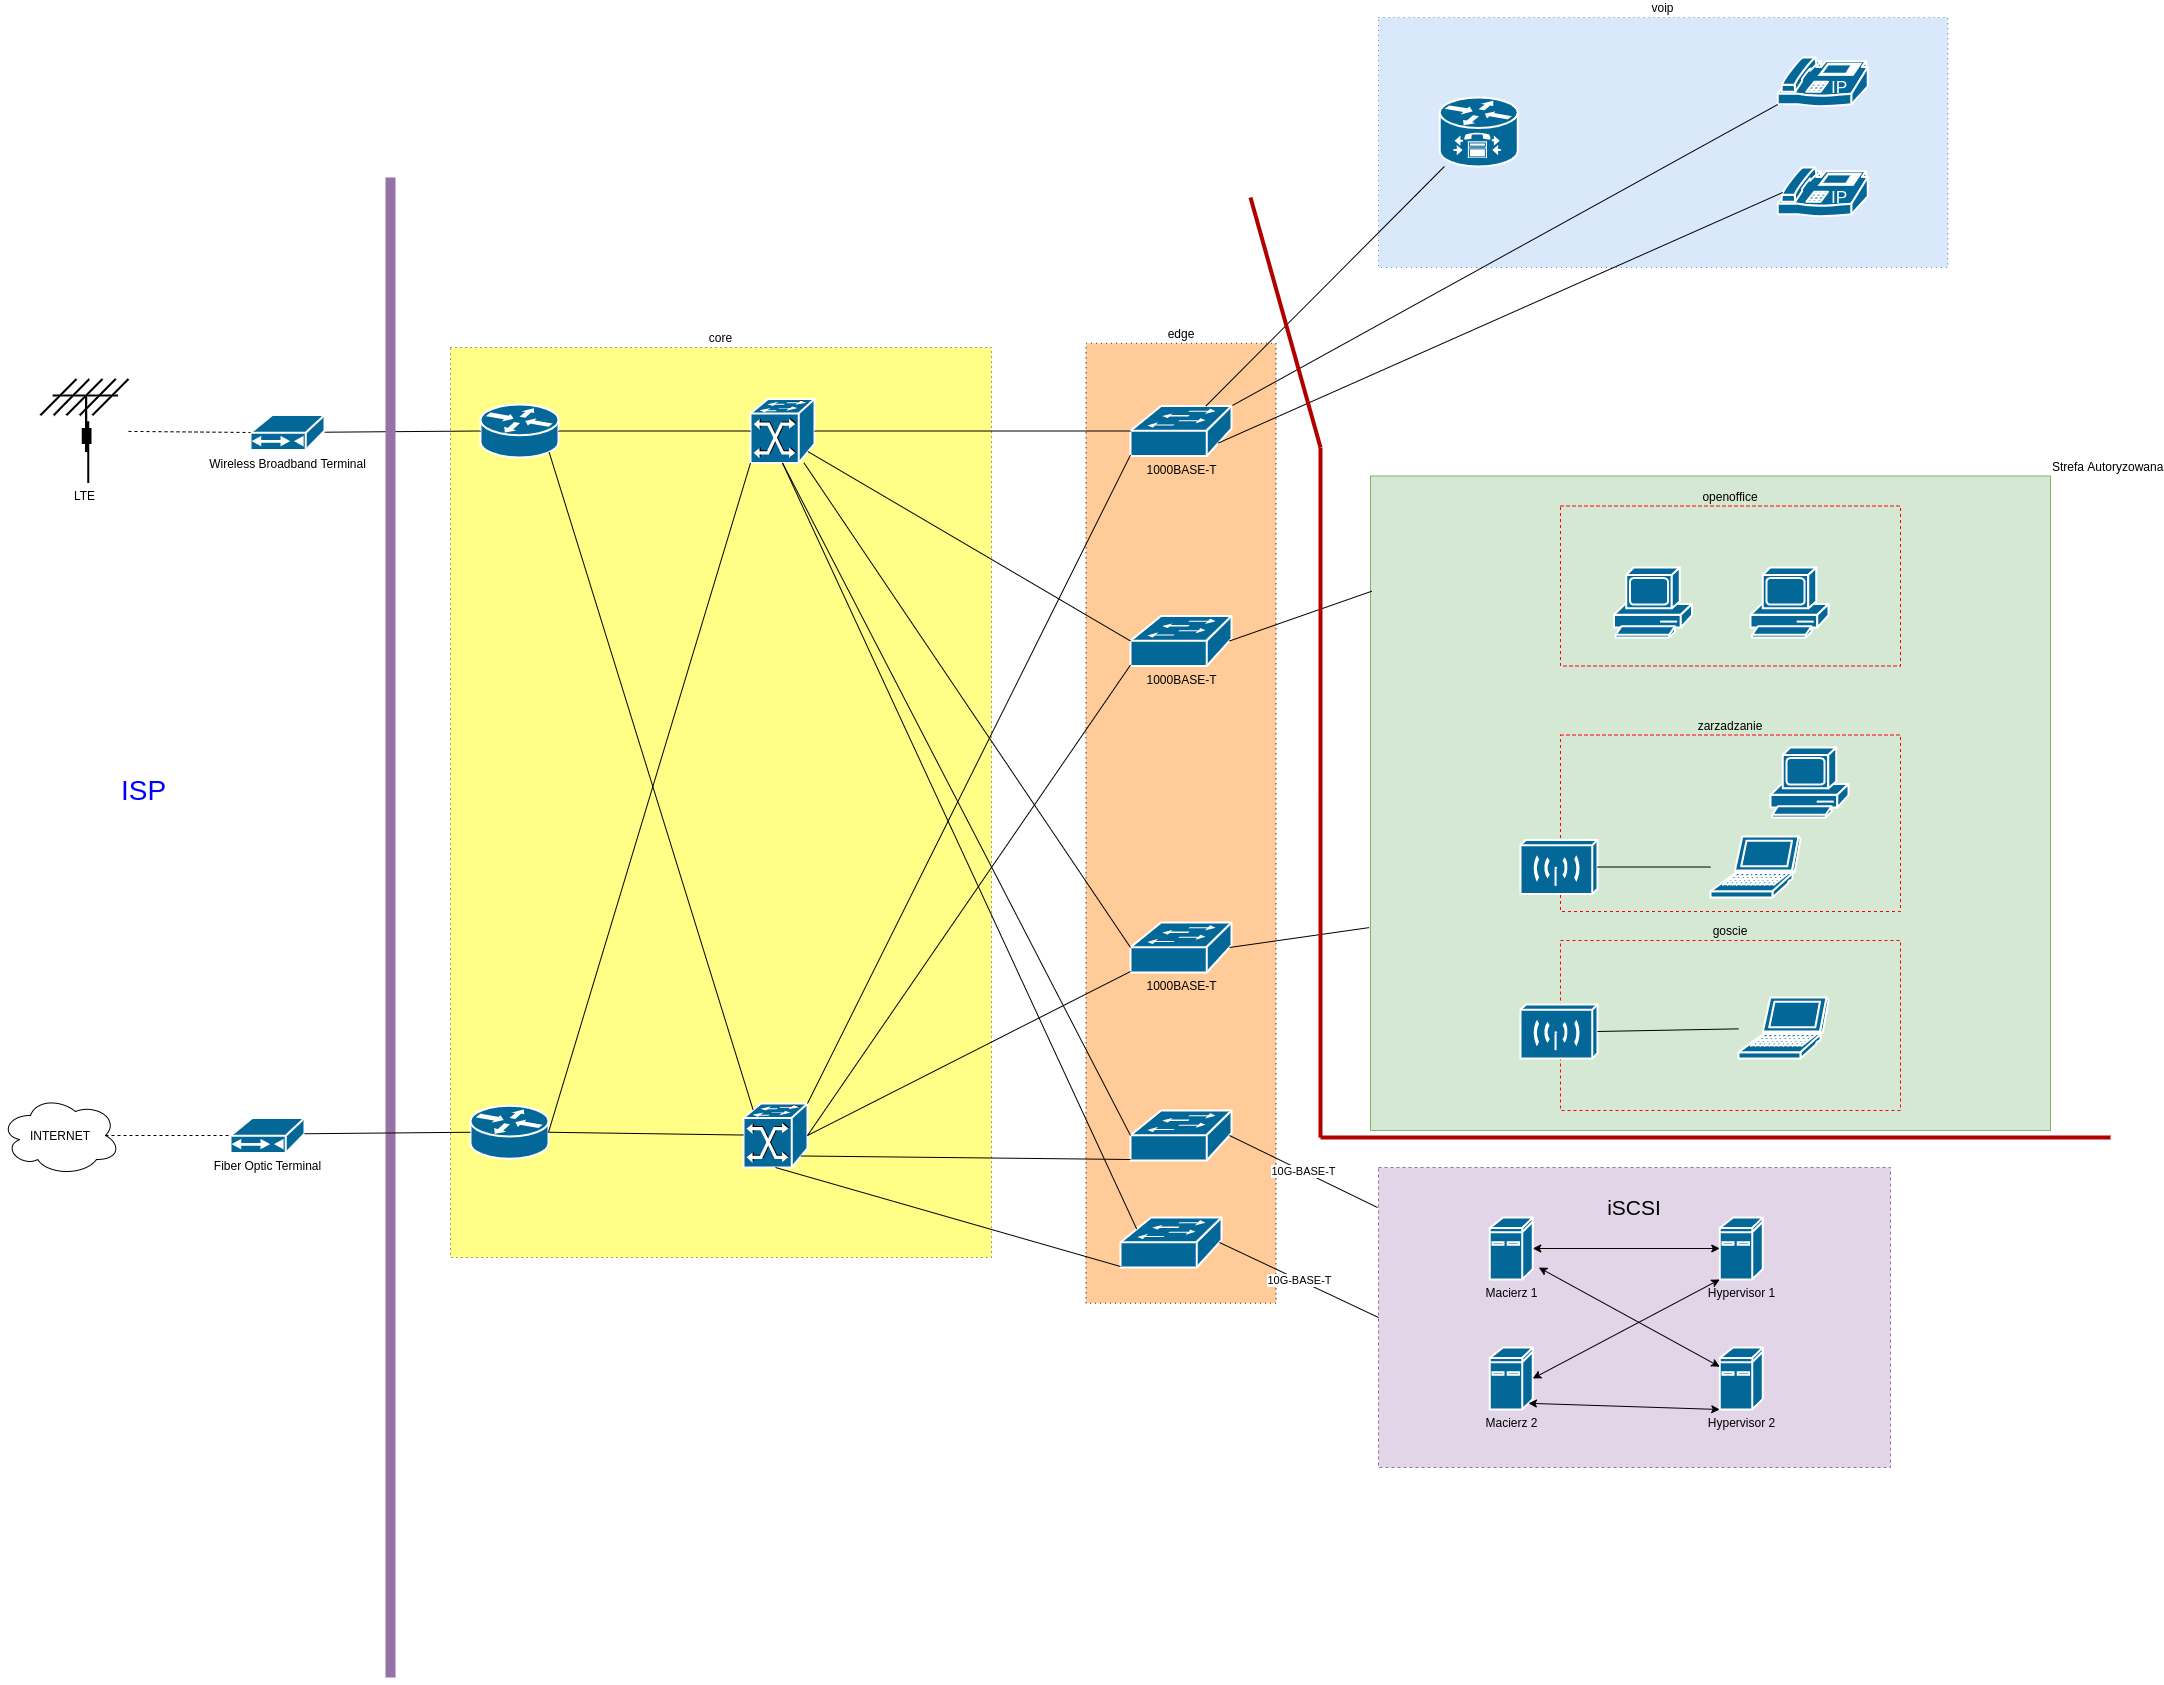 voip
IP
IP
core
edge
Wireless Broadband Terminal
LTE
1000BASE-T
Strefa Autoryzowana
openoffice
1000BASE-T
zarzadzanie
ISP
goscie
1000BASE-T
INTERNET
Fiber Optic Terminal
10G-BASE-T
iSCSI
10G-BASE-T
Macierz 1
Hypervisor 1
Macierz 2
Hypervisor 2